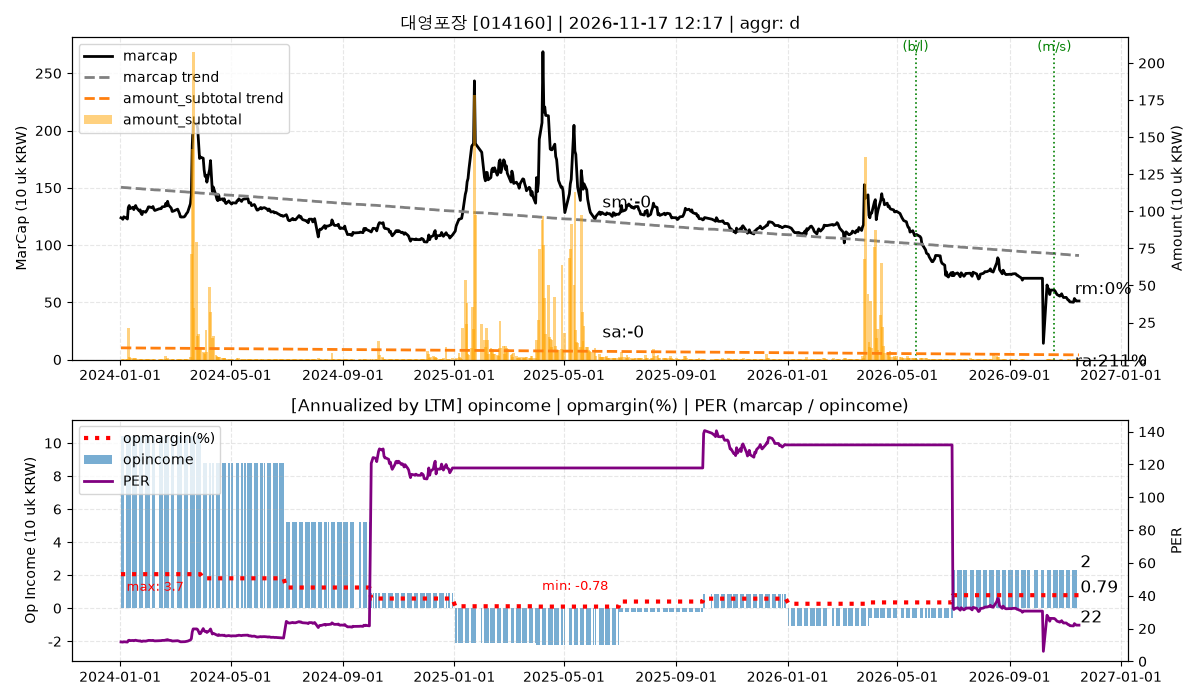 대영포장 [014160] | 2026-11-17 12:17 | aggr: d
(b/l)
(m/s)
marcap
marcap trend
amount_subtotal trend
amount_subtotal
MarCap (10 uk KRW)
250
200
150
100
50
0
200
175
150
125
100
75
50
25
0
Amount (10 uk KRW)
sm:-0
sa:-0
rm:0%
ra:211%
2024-01-01
2024-05-01
2024-09-01
2025-01-01
2025-05-01
2025-09-01
2026-01-01
2026-05-01
2026-09-01
2027-01-01
[Annualized by LTM] opincome | opmargin(%) | PER (marcap / opincome)
opmargin(%)
opincome
PER
Op Income (10 uk KRW)
10
8
6
4
2
0
-2
140
120
100
80
60
40
20
0
PER
max: 3.7
min: -0.78
2
0.79
22
2024-01-01
2024-05-01
2024-09-01
2025-01-01
2025-05-01
2025-09-01
2026-01-01
2026-05-01
2026-09-01
2027-01-01